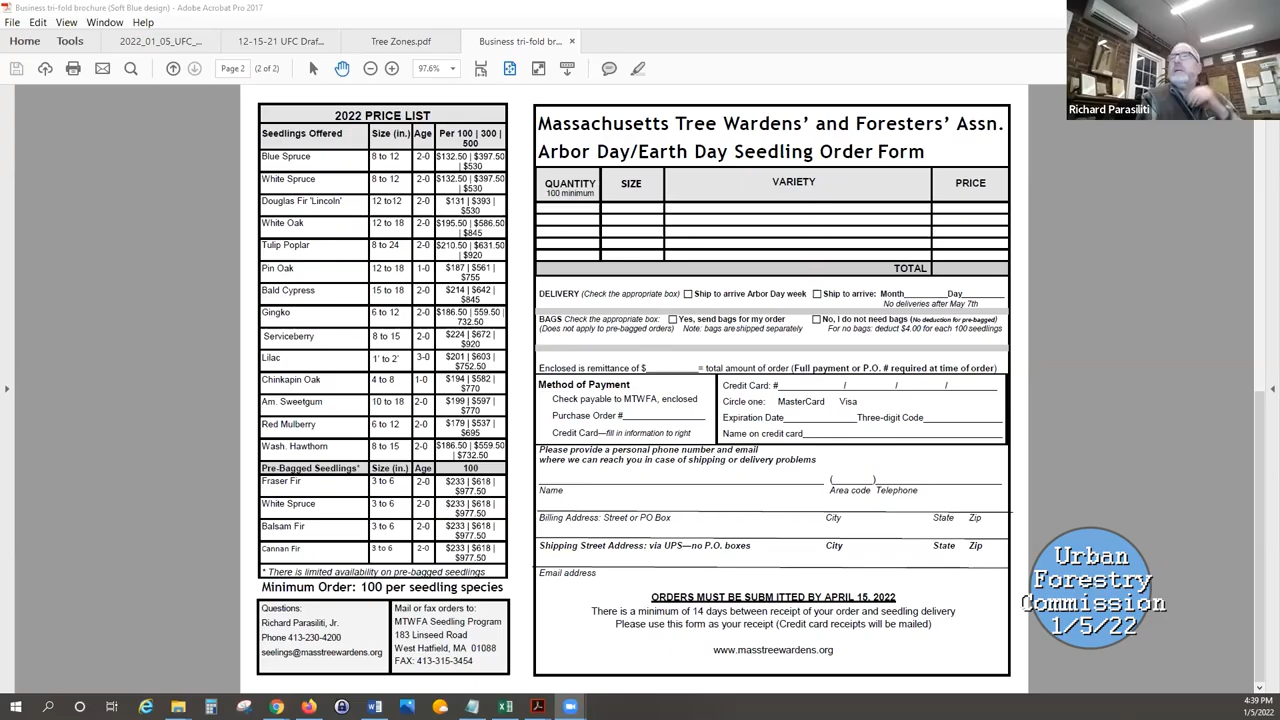 Business tri-fold brochure (Soft Blue design) - Adobe Acrobat Pro 2017
File Edit View Window Help
Home Tools 2022_01_05_UFC_... 12-15-21 UFC Draf... Tree Zones.pdf Business tri-fold br... ×
Page 2 (2 of 2) 97.6%
Richard Parasiliti
2022 PRICE LIST
Seedlings Offered Size (in.) Age Per 100 | 300 | 500
Blue Spruce 8 to 12 2-0 $132.50 | $397.50 | $530
White Spruce 8 to 12 2-0 $132.50 | $397.50 | $530
Douglas Fir 'Lincoln' 12 to12 2-0 $131 | $393 | $530
White Oak 12 to 18 2-0 $195.50 | $586.50 | $845
Tulip Poplar 8 to 24 2-0 $210.50 | $631.50 | $920
Pin Oak 12 to 18 1-0 $187 | $561 | $755
Bald Cypress 15 to 18 2-0 $214 | $642 | $845
Gingko 6 to 12 2-0 $186.50 | 559.50 | 732.50
Serviceberry 8 to 15 2-0 $224 | $672 | $920
Lilac 1' to 2' 3-0 $201 | $603 | $752.50
Chinkapin Oak 4 to 8 1-0 $194 | $582 | $770
Am. Sweetgum 10 to 18 2-0 $199 | $597 | $770
Red Mulberry 6 to 12 2-0 $179 | $537 | $695
Wash. Hawthorn 8 to 15 2-0 $186.50 | $559.50 | $732.50
Pre-Bagged Seedlings* Size (in.) Age 100
Fraser Fir 3 to 6 2-0 $233 | $618 | $977.50
White Spruce 3 to 6 2-0 $233 | $618 | $977.50
Balsam Fir 3 to 6 2-0 $233 | $618 | $977.50
Cannan Fir 3 to 6 2-0 $233 | $618 | $977.50
* There is limited availability on pre-bagged seedlings
Minimum Order: 100 per seedling species
Questions:
Richard Parasiliti, Jr.
Phone 413-230-4200
seelings@masstreewardens.org
Mail or fax orders to:
MTWFA Seedling Program
183 Linseed Road
West Hatfield, MA 01088
FAX: 413-315-3454
Massachusetts Tree Wardens' and Foresters' Assn.
Arbor Day/Earth Day Seedling Order Form
QUANTITY SIZE VARIETY PRICE
100 minimum
TOTAL
DELIVERY (Check the appropriate box) Ship to arrive Arbor Day week Ship to arrive: Month________Day________
No deliveries after May 7th
BAGS Check the appropriate box: Yes, send bags for my order No, I do not need bags (No deduction for pre-bagged)
(Does not apply to pre-bagged orders) Note: bags are shipped separately For no bags: deduct $4.00 for each 100 seedlings
Enclosed is remittance of $________= total amount of order (Full payment or P.O. # required at time of order)
Method of Payment
Check payable to MTWFA, enclosed
Purchase Order #________
Credit Card—fill in information to right
Credit Card: #________/________/________/________
Circle one: MasterCard Visa
Expiration Date________Three-digit Code________
Name on credit card________
Please provide a personal phone number and email
where we can reach you in case of shipping or delivery problems
(________)________
Name Area code Telephone
Billing Address: Street or PO Box City State Zip
Shipping Street Address: via UPS—no P.O. boxes City State Zip
Email address
ORDERS MUST BE SUBM ITTED BY APRIL 15, 2022
There is a minimum of 14 days between receipt of your order and seedling delivery
Please use this form as your receipt (Credit card receipts will be mailed)
www.masstreewardens.org
Urban
Forestry
Commission
1/5/22
4:39 PM
1/5/2022